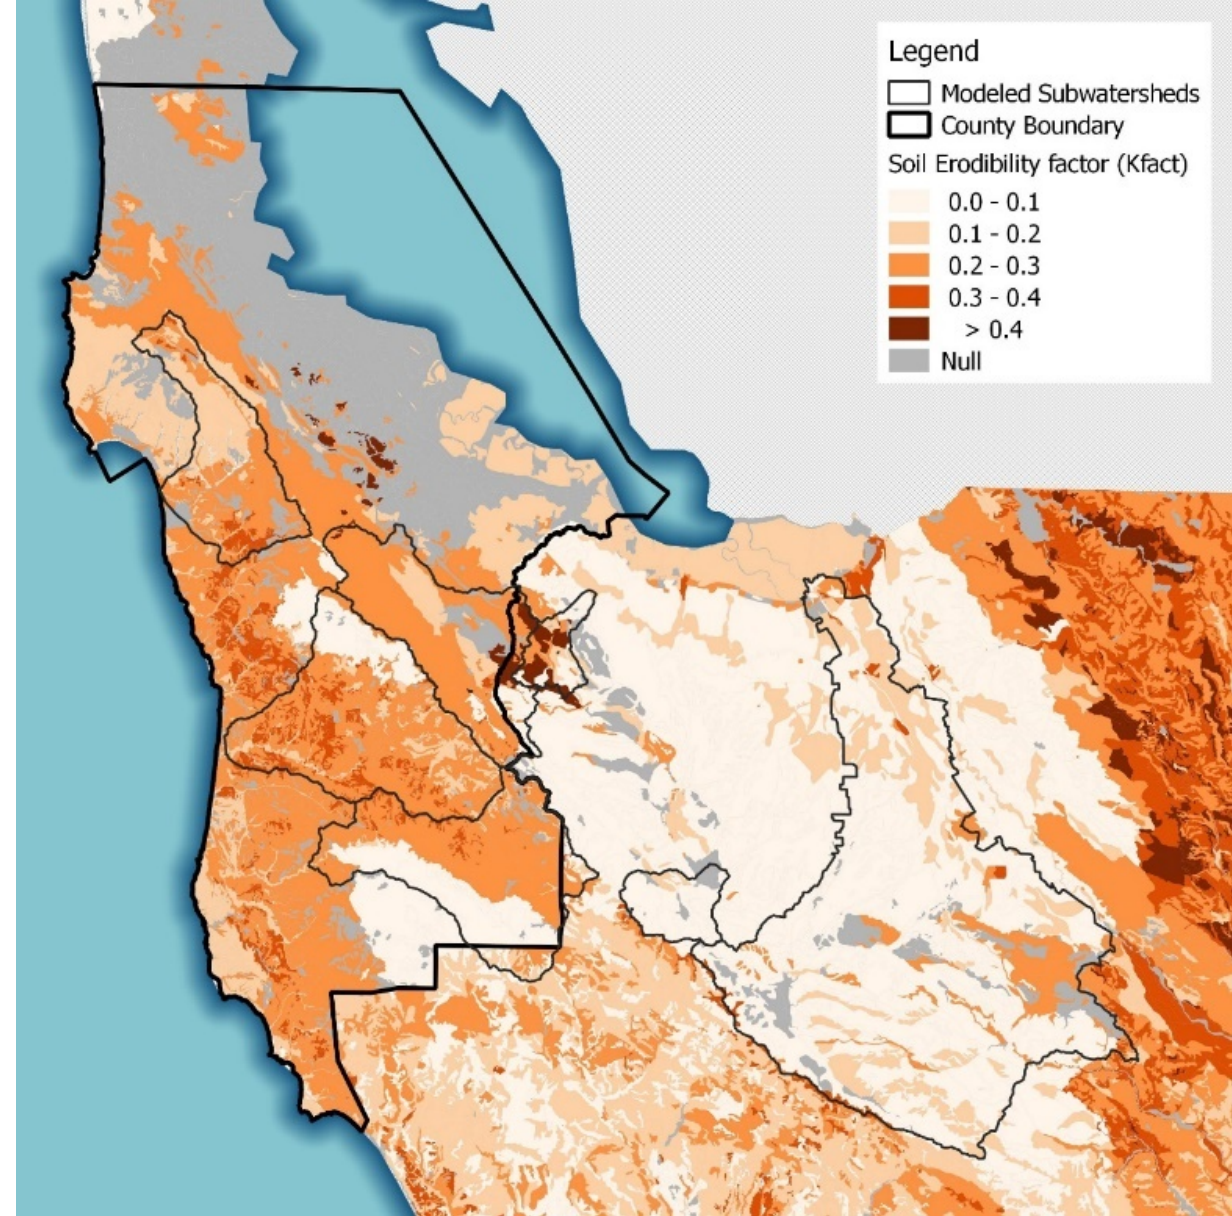 Legend
Modeled Subwatersheds
County Boundary
Soil Erodibility factor (Kfact)
0.0 - 0.1
0.1 - 0.2
0.2 - 0.3
0.3 - 0.4
> 0.4
Null